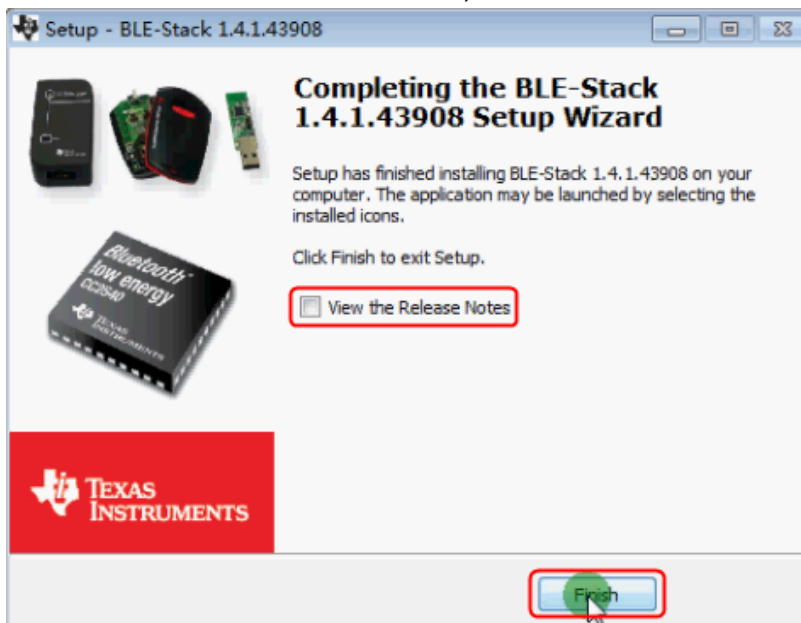 Setup - BLE-Stack 1.4.1.43908
Completing the BLE-Stack
1.4.1.43908 Setup Wizard
Setup has finished installing BLE-Stack 1.4.1.43908 on your
computer. The application may be launched by selecting the
installed icons.
Click Finish to exit Setup.
View the Release Notes
Bluetooth
low energy
CC2540
TEXAS
INSTRUMENTS
TEXAS
INSTRUMENTS
Finish